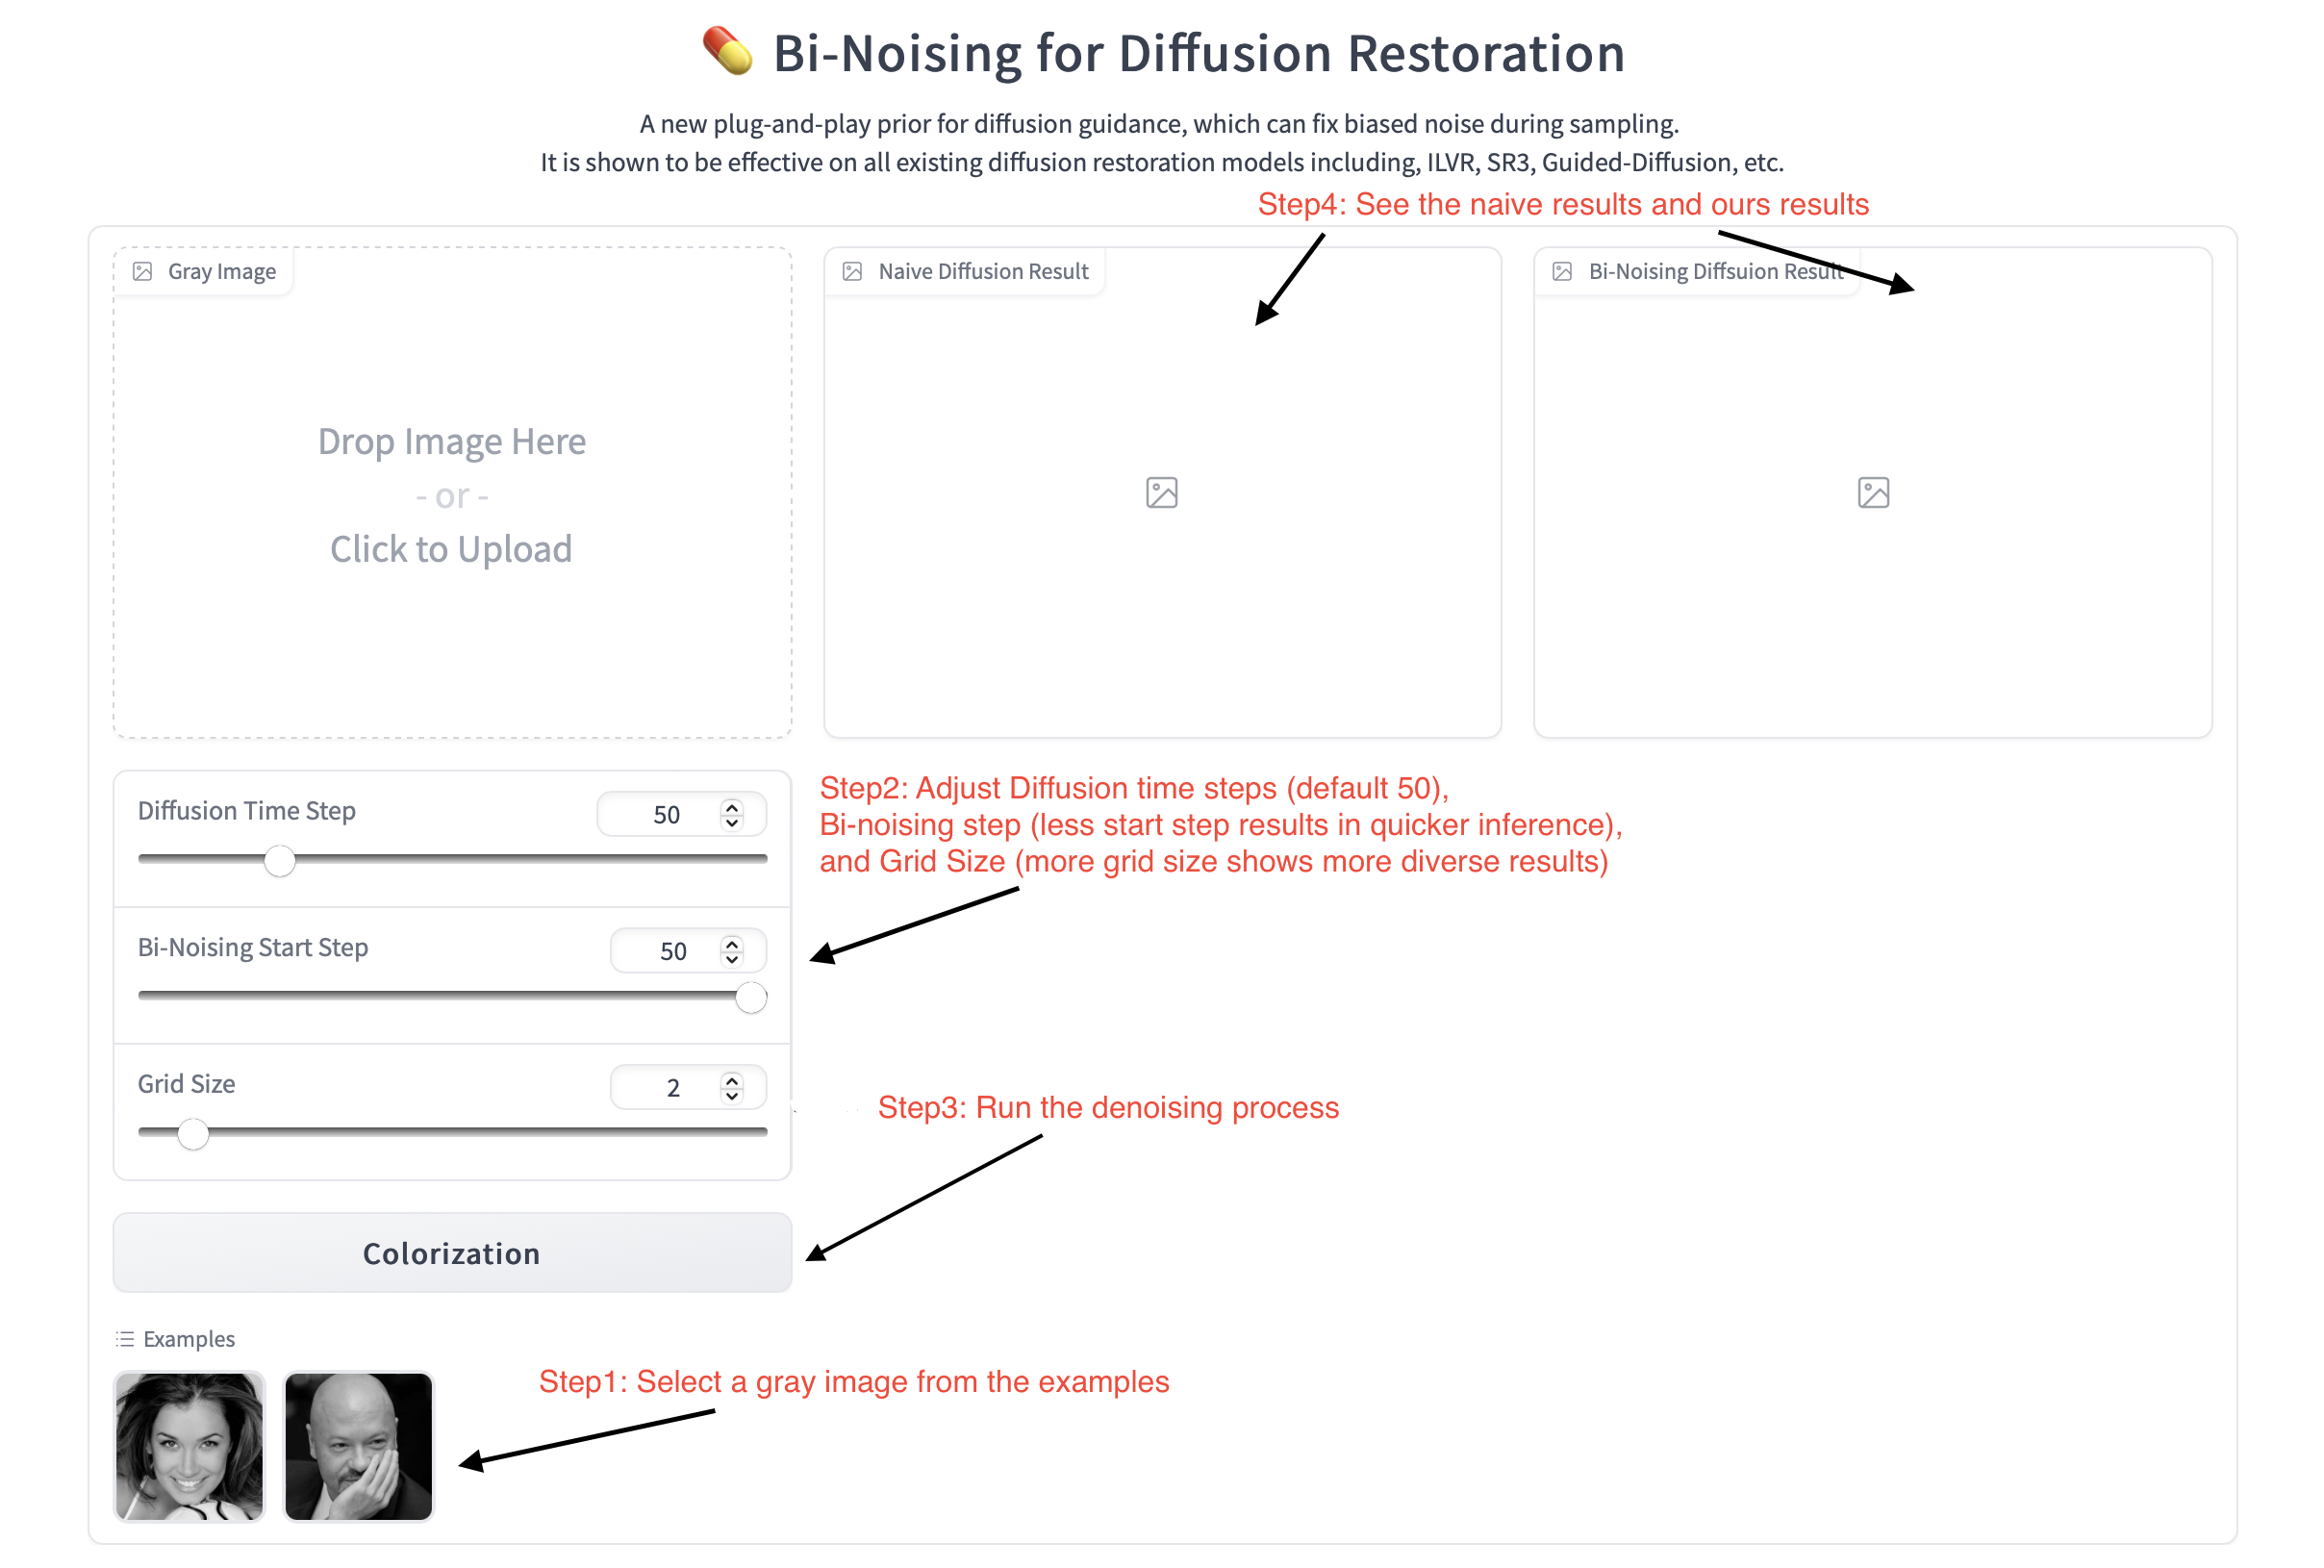 Bi-Noising for Diffusion Restoration
A new plug-and-play prior for diffusion guidance, which can fix biased noise during sampling.
It is shown to be effective on all existing diffusion restoration models including, ILVR, SR3, Guided-Diffusion, etc.
Step4: See the naive results and ours results
Gray Image
Naive Diffusion Result
Bi-Noising Diffsuion Result
Drop Image Here
- or -
Click to Upload
Step2: Adjust Diffusion time steps (default 50),
Bi-noising step (less start step results in quicker inference),
and Grid Size (more grid size shows more diverse results)
Diffusion Time Step
50
Bi-Noising Start Step
50
Grid Size
2
Step3: Run the denoising process
Colorization
Examples
Step1: Select a gray image from the examples